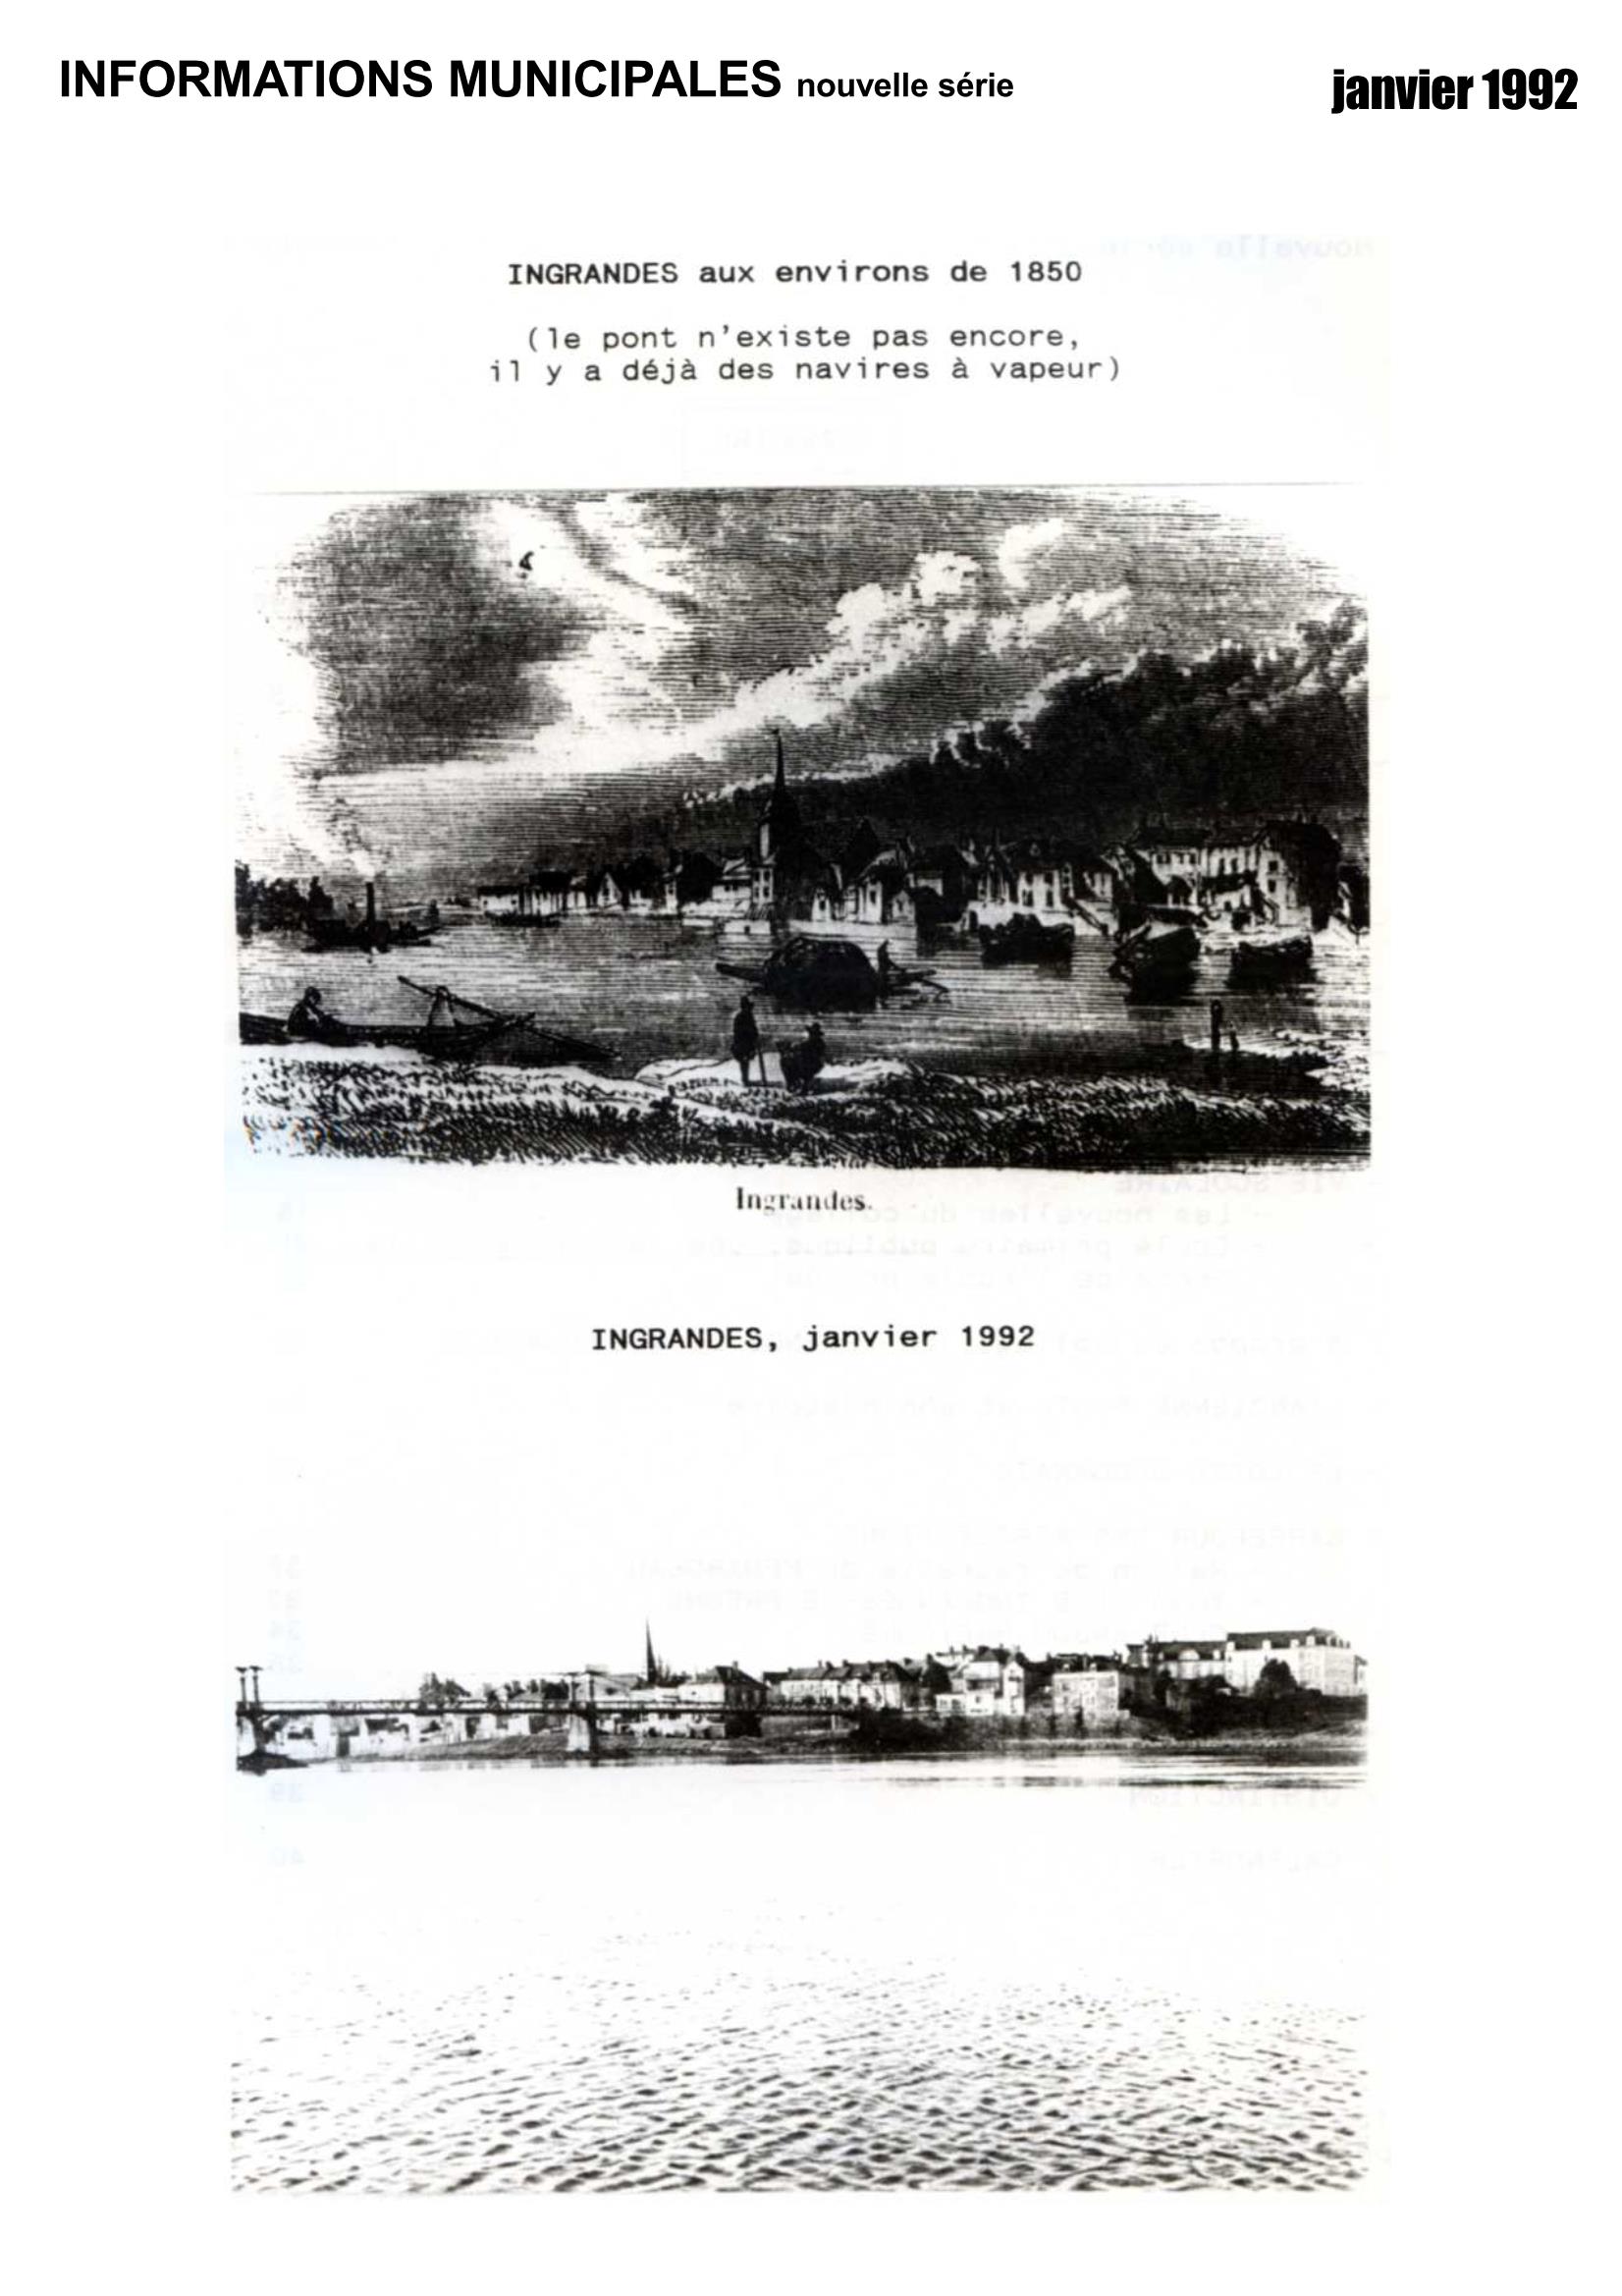 INFORMATIONS MUNICIPALES nouvelle série
janvier 1992
INGRANDES aux environs de 1850
(le pont n'existe pas encore,
il y a déjà des navires à vapeur)
Ingrandes.
INGRANDES, janvier 1992